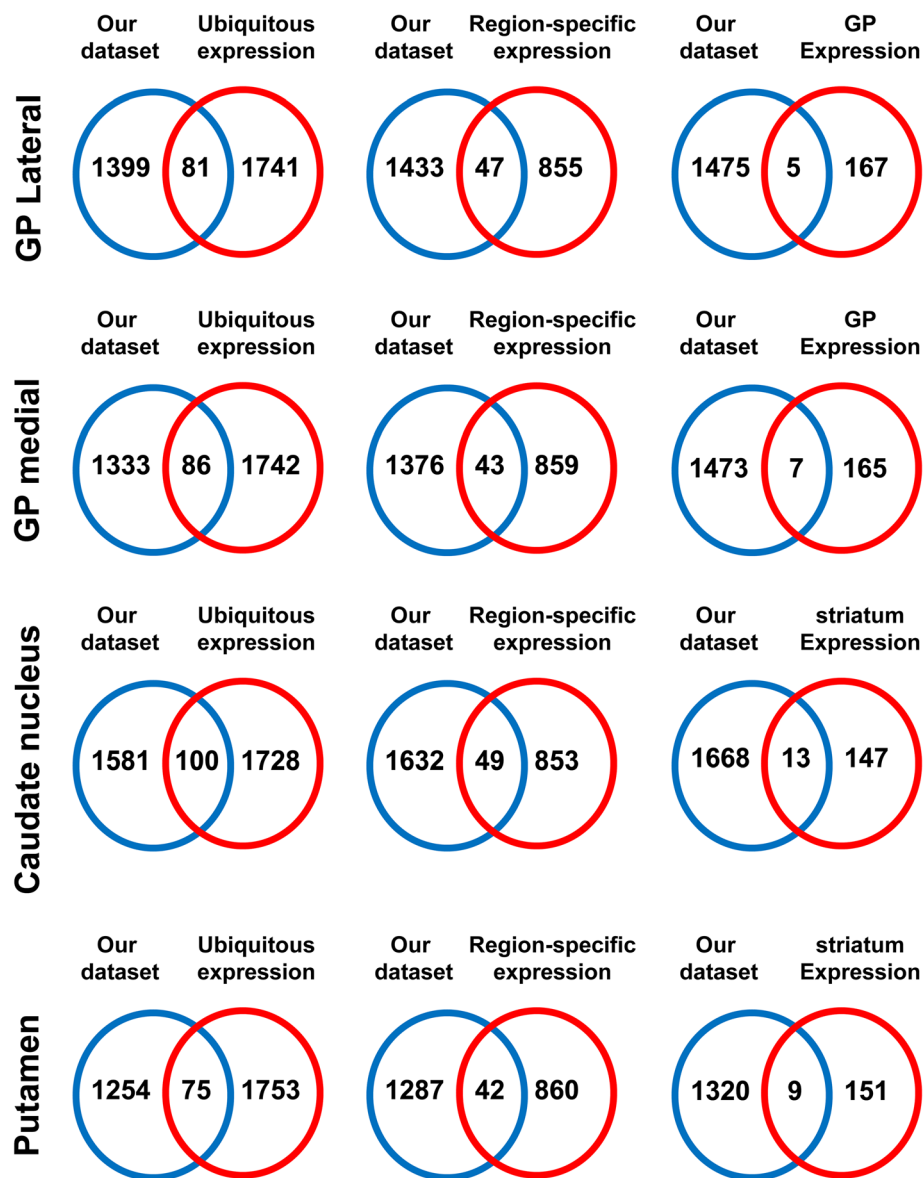 Our Ubiquitous Our Region-specific Our GP
dataset expression dataset expression dataset Expression
GP Lateral
1399 81 1741 1433 47 855 1475 5 167
Our Ubiquitous Our Region-specific Our GP
dataset expression dataset expression dataset Expression
GP medial
1333 86 1742 1376 43 859 1473 7 165
Our Ubiquitous Our Region-specific Our striatum
dataset expression dataset expression dataset Expression
Caudate nucleus
1581 100 1728 1632 49 853 1668 13 147
Our Ubiquitous Our Region-specific Our striatum
dataset expression dataset expression dataset Expression
Putamen
1254 75 1753 1287 42 860 1320 9 151